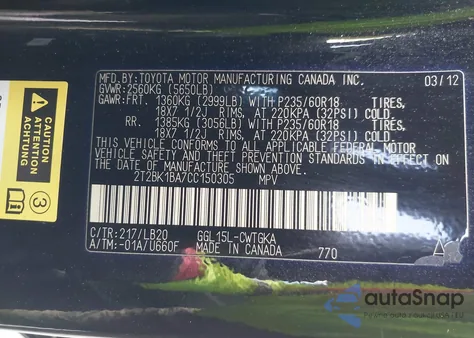 MFD.BY:TOYOTA MOTOR MANUFACTURING CANADA INC. 03/12
GVWR:2560KG (5650LB)
GAWR:FRT. 1360KG (2999LB)WITH P235/60R18 TIRES,
18X7 1/2J RIMS, AT 220KPA (32PSI) COLD
RR. 1385KG (3056LB)WITH P235/60R18 TIRES,
18X7 1/2J RIMS, AT 220KPA (32PSI) COLD
THIS VEHICLE CONFORMS TO ALL APPLICABLE FEDERAL MOTOR
VEHICLE SAFETY, AND THEFT PREVENTION STANDARDS IN
EFFECT ON THE DATE OF MANUFACTURE SHOWN ABOVE.
2T2BK1BA7CC150305 MPV
C/TR:217/LB20 GGL15L-CWTGKA
A/TM:-01A/U660F MADE IN CANADA 770
autoSnap